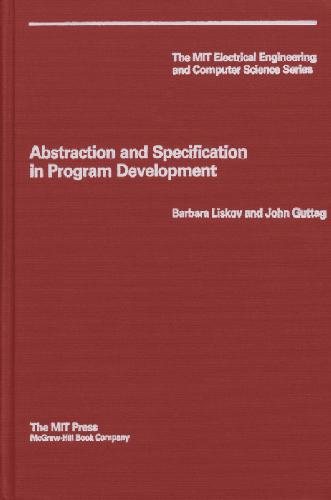 The MIT Electrical Engineering
and Computer Science Series
Abstraction and Specification
in Program Development
Barbara Liskov and John Guttag
The MIT Press
McGraw-Hill Book Company